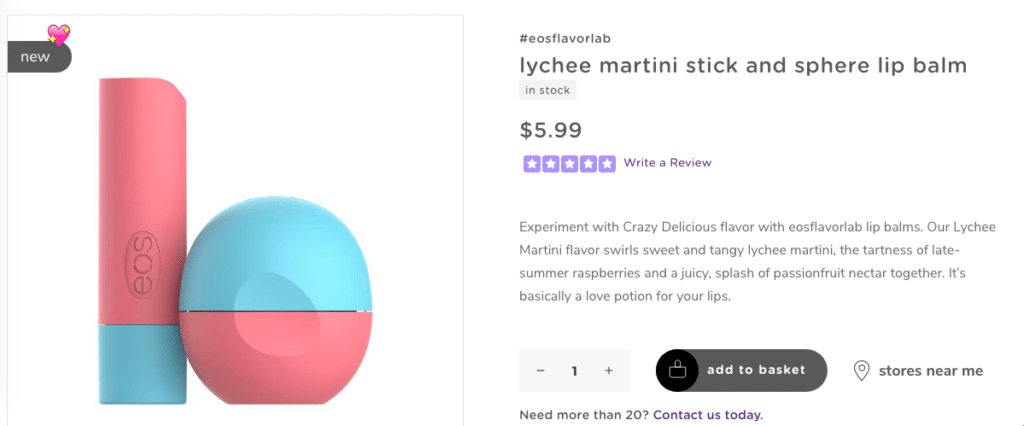 new
eos
#eosflavorlab
lychee martini stick and sphere lip balm
in stock
$5.99
Write a Review
Experiment with Crazy Delicious flavor with eosflavorlab lip balms. Our Lychee
Martini flavor swirls sweet and tangy lychee martini, the tartness of late-
summer raspberries and a juicy, splash of passionfruit nectar together. It's
basically a love potion for your lips.
− 1 +
add to basket
stores near me
Need more than 20? Contact us today.